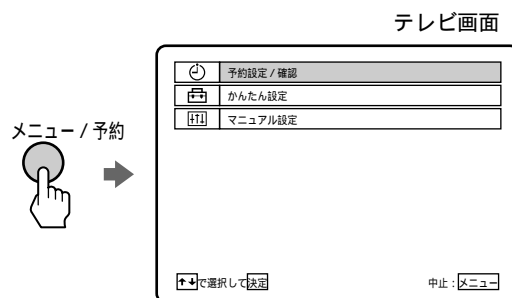 テレビ画面
予約設定 / 確認
かんたん設定
マニュアル設定
メニュー / 予約
↑↓で選択して決定
中止 : メニュー